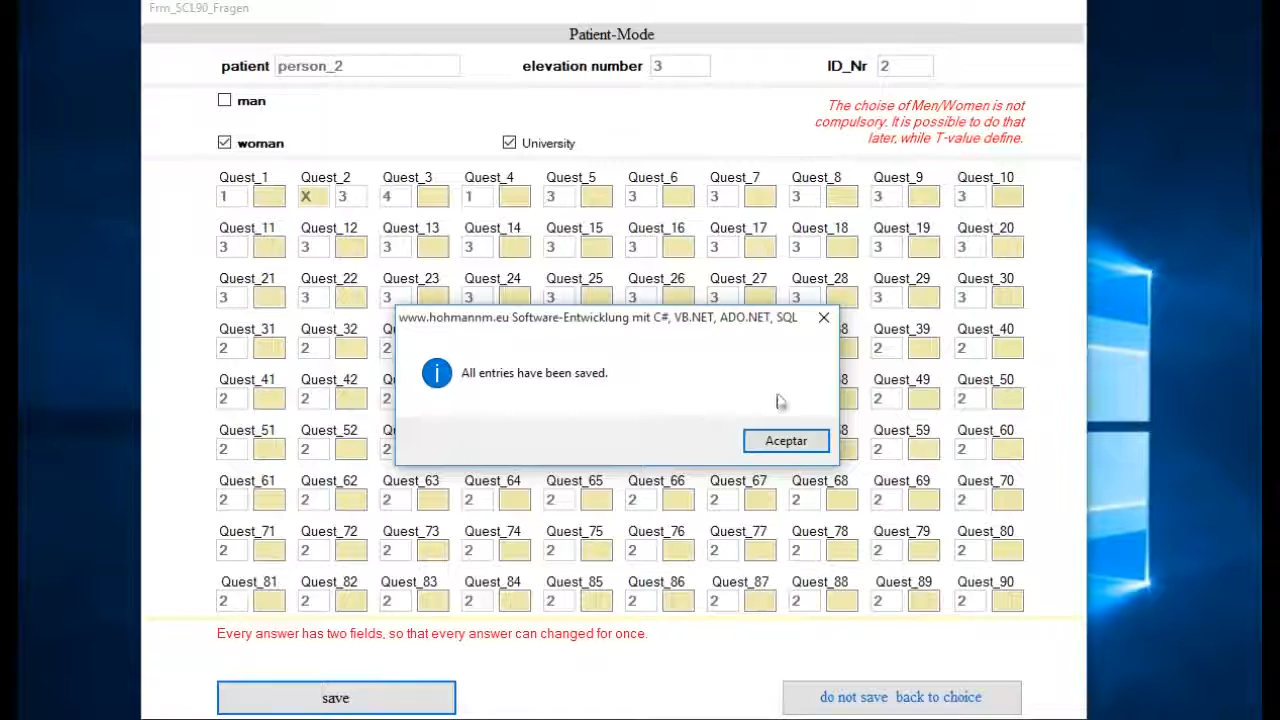 Frm_SCL90_Fragen
Patient-Mode
patient person_2 elevation number 3 ID_Nr 2
man
The choise of Men/Women is not
compulsory. It is possible to do that
later, while T-value define.
woman University
Quest_1 Quest_2 Quest_3 Quest_4 Quest_5 Quest_6 Quest_7 Quest_8 Quest_9 Quest_10
1 X 3 4 1 3 3 3 3 3 3
Quest_11 Quest_12 Quest_13 Quest_14 Quest_15 Quest_16 Quest_17 Quest_18 Quest_19 Quest_20
3 3 3 3 3 3 3 3 3 3
Quest_21 Quest_22 Quest_23 Quest_24 Quest_25 Quest_26 Quest_27 Quest_28 Quest_29 Quest_30
3 3 3 3 3 3 3 3 3 3
www.hohmannm.eu Software-Entwicklung mit C#, VB.NET, ADO.NET, SQL
All entries have been saved.
Aceptar
Quest_31 Quest_32 Quest_39 Quest_40
2 2 2 2
Quest_41 Quest_42 8 Quest_49 Quest_50
2 2 2 2 2
Quest_51 Quest_52 8 Quest_59 Quest_60
2 2 2 2 2
Quest_61 Quest_62 Quest_63 Quest_64 Quest_65 Quest_66 Quest_67 Quest_68 Quest_69 Quest_70
2 2 2 2 2 2 2 2 2 2
Quest_71 Quest_72 Quest_73 Quest_74 Quest_75 Quest_76 Quest_77 Quest_78 Quest_79 Quest_80
2 2 2 2 2 2 2 2 2 2
Quest_81 Quest_82 Quest_83 Quest_84 Quest_85 Quest_86 Quest_87 Quest_88 Quest_89 Quest_90
2 2 2 2 2 2 2 2 2 2
Every answer has two fields, so that every answer can changed for once.
save do not save back to choice